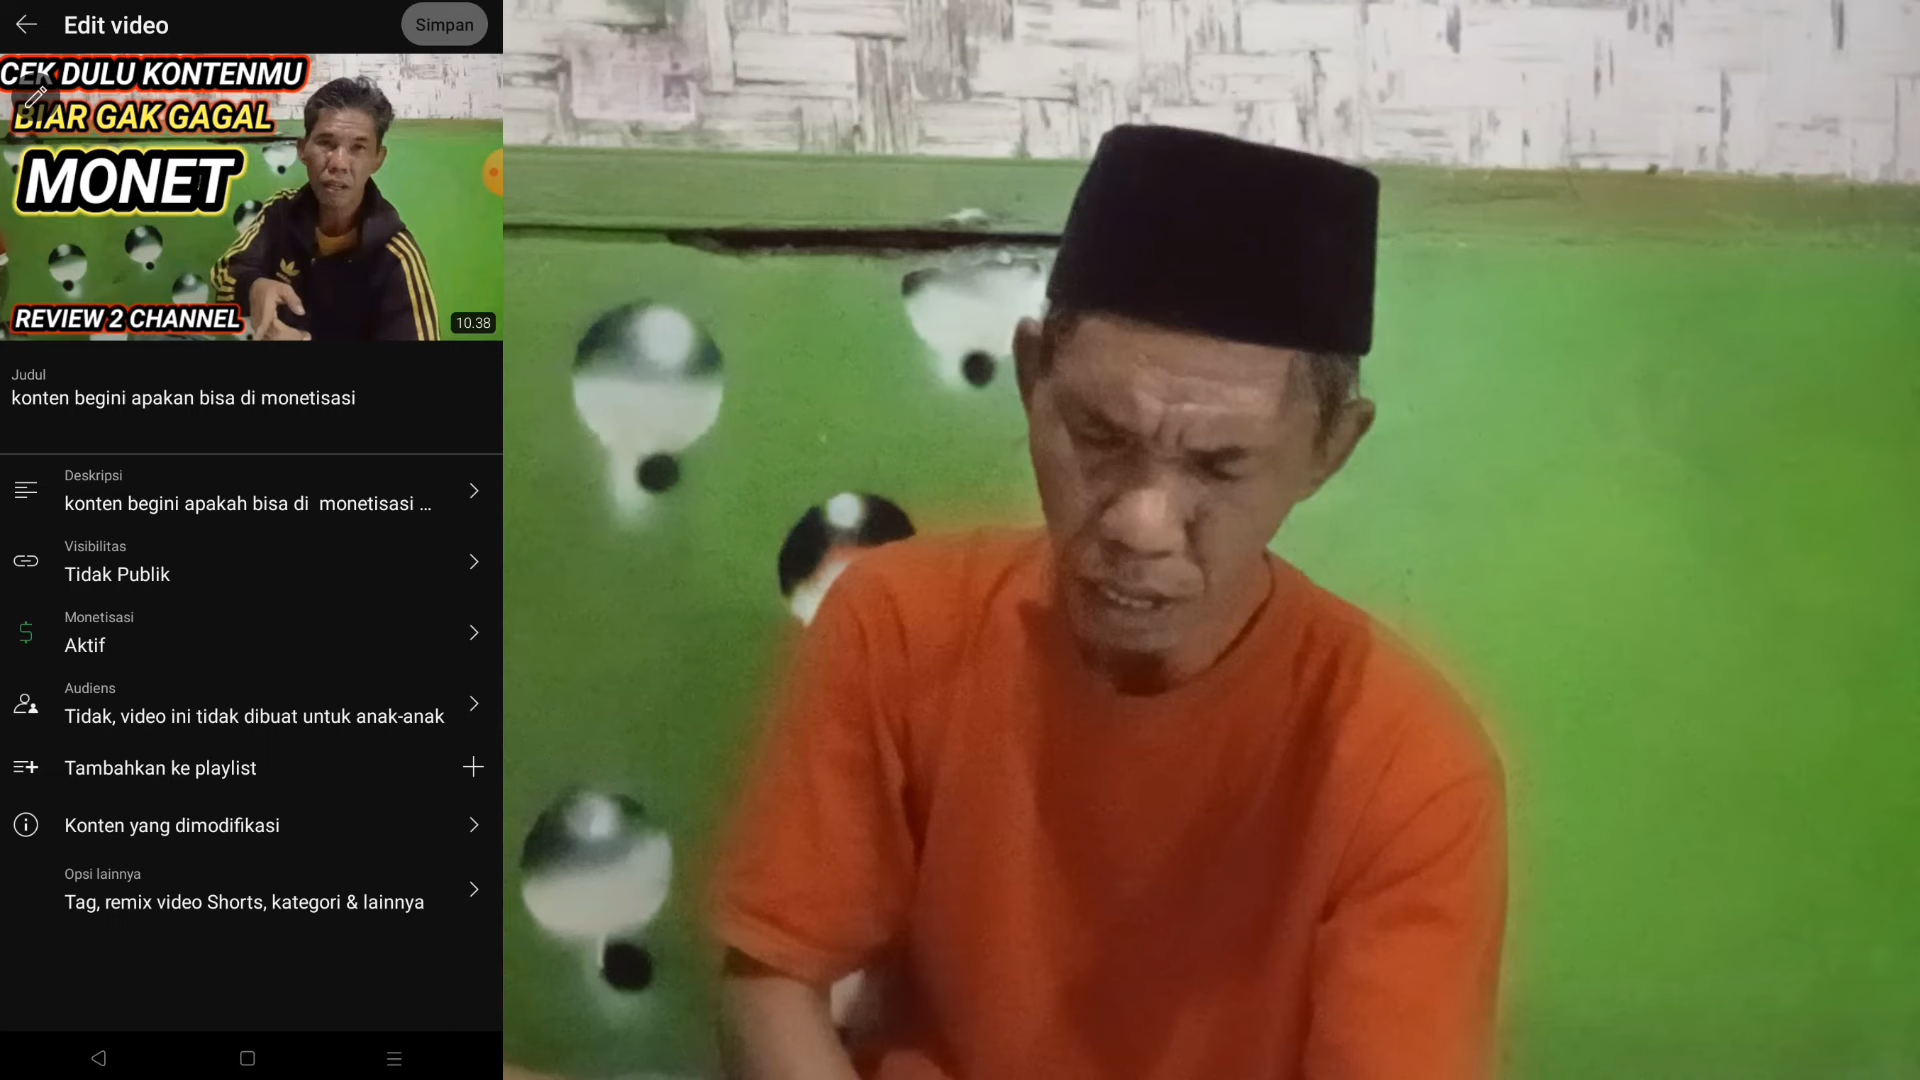 Edit video
Simpan
CEK DULU KONTENMU
BIAR GAK GAGAL
MONET
REVIEW 2 CHANNEL
10.38
Judul
konten begini apakan bisa di monetisasi
Deskripsi
konten begini apakah bisa di  monetisasi ...
Visibilitas
Tidak Publik
Monetisasi
Aktif
Audiens
Tidak, video ini tidak dibuat untuk anak-anak
Tambahkan ke playlist
Konten yang dimodifikasi
Opsi lainnya
Tag, remix video Shorts, kategori & lainnya